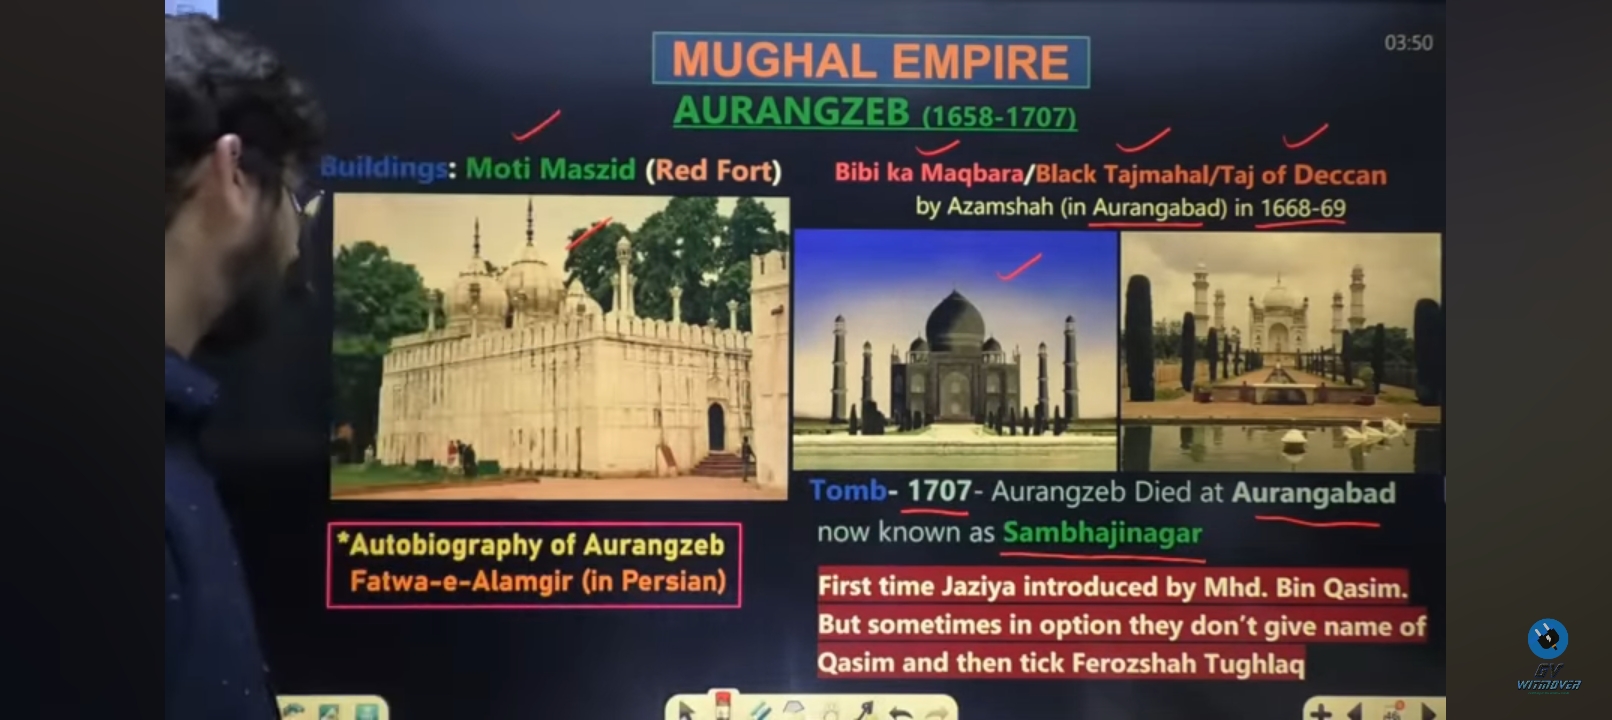 MUGHAL EMPIRE
03:50
AURANGZEB (1658-1707)
Buildings: Moti Maszid (Red Fort)
Bibi ka Maqbara/Black Tajmahal/Taj of Deccan
by Azamshah (in Aurangabad) in 1668-69
Tomb- 1707- Aurangzeb Died at Aurangabad
now known as Sambhajinagar
*Autobiography of Aurangzeb
Fatwa-e-Alamgir (in Persian)
First time Jaziya introduced by Mhd. Bin Qasim.
But sometimes in option they don't give name of
Qasim and then tick Ferozshah Tughlaq
GY
WITMOVER
46